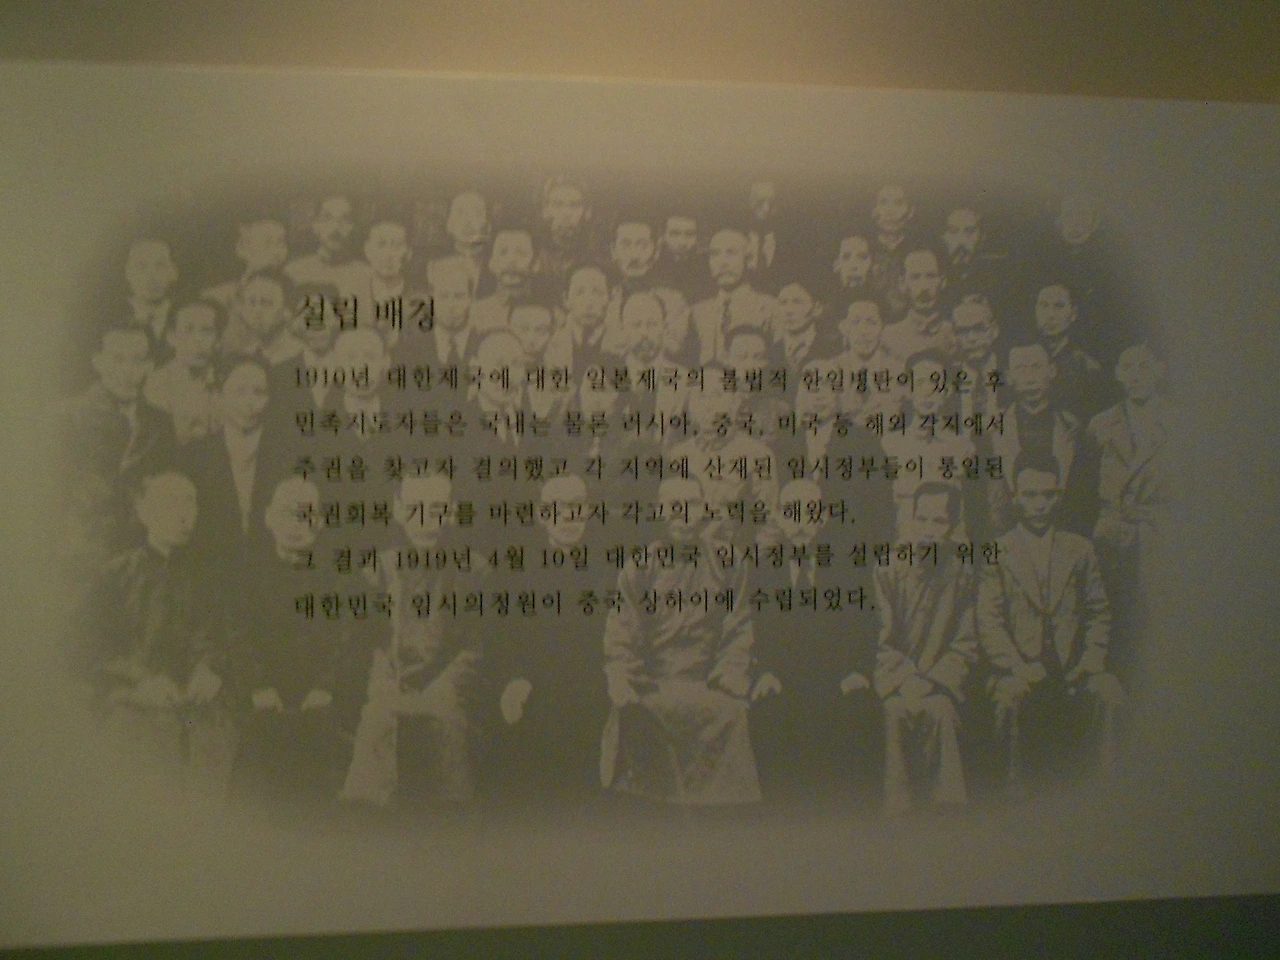 설립 배경
1910년 대한제국에 대한 일본제국의 불법적 한일병탄이 있은 후
민족지도자들은 국내는 물론 러시아, 중국, 미국 등 해외 각지에서
주권을 찾고자 결의했고 각 지역에 산재된 임시정부들이 통일된
국권회복 기구를 마련하고자 각고의 노력을 해왔다.
그 결과 1919년 4월 10일 대한민국 임시정부를 설립하기 위한
대한민국 임시의정원이 중국 상하이에 수립되었다.